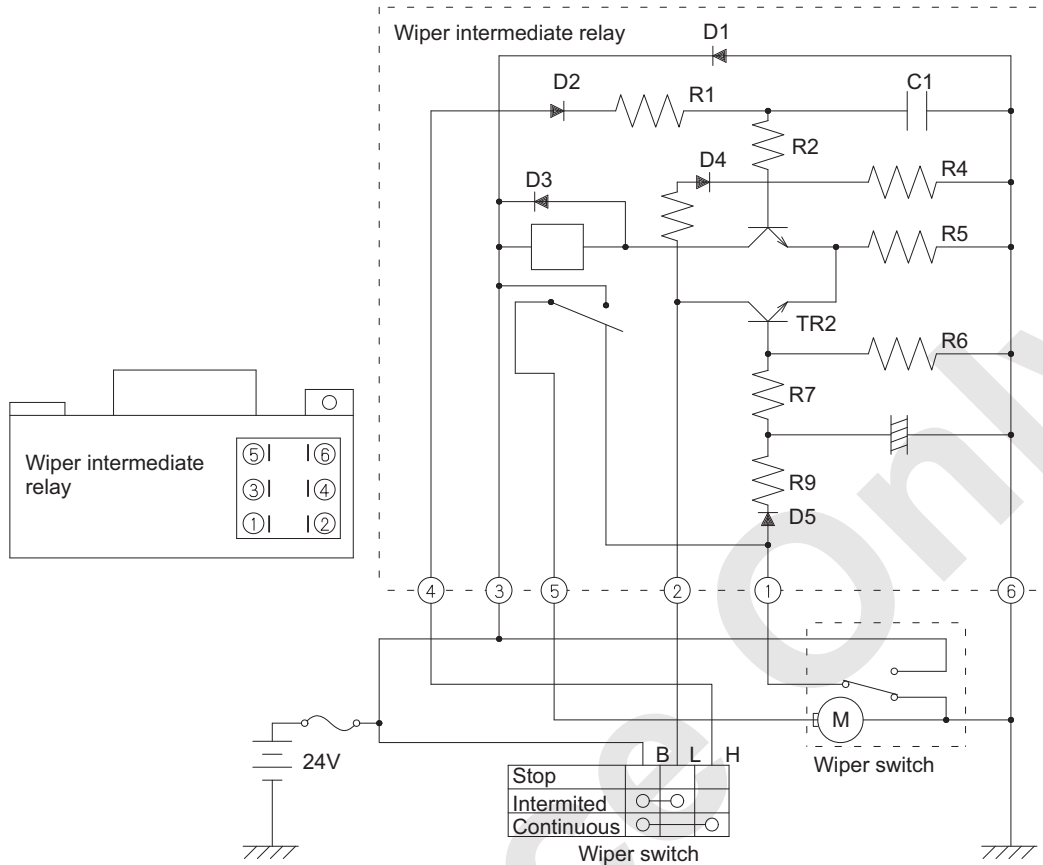 Wiper intermediate relay
D1
D2
R1
C1
R2
D4
R4
D3
R5
TR2
R6
R7
R9
D5
Wiper intermediate
relay
5 6
3 4
1 2
4 3 5 2 1 6
M
Wiper switch
24V
B L H
Stop
Intermited
Continuous
Wiper switch
ce Only